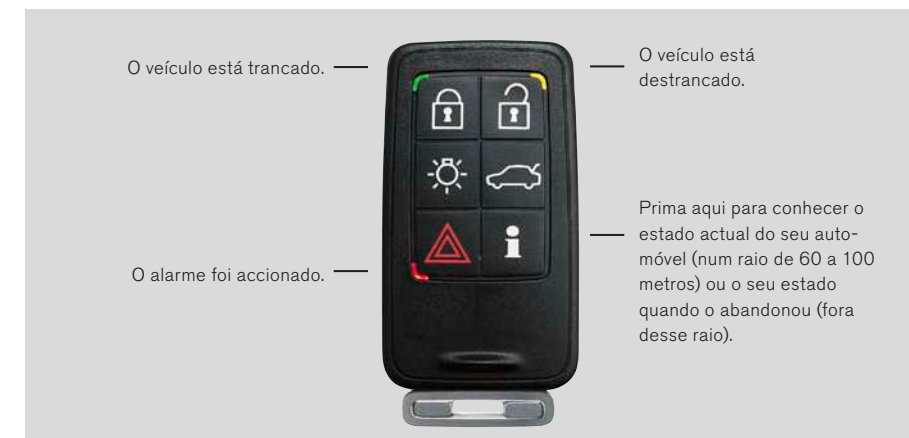 O veículo está trancado.
O veículo está
destrancado.
Prima aqui para conhecer o
estado actual do seu auto-
móvel (num raio de 60 a 100
metros) ou o seu estado
quando o abandonou (fora
desse raio).
O alarme foi accionado.